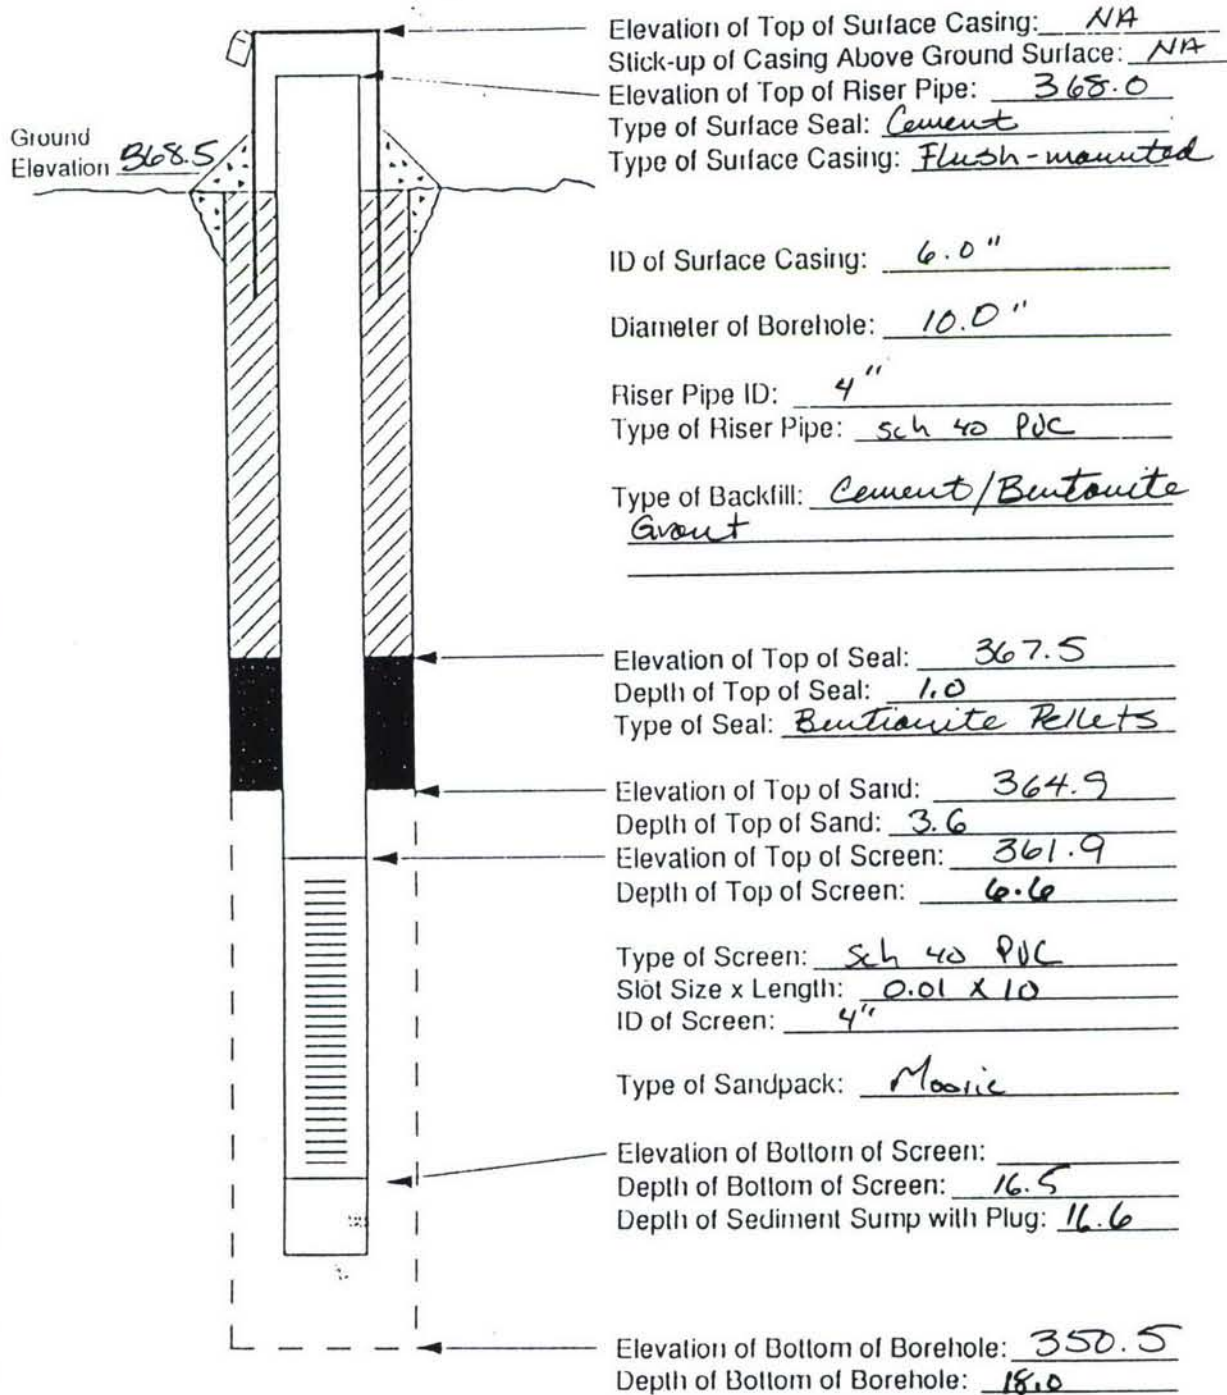 Elevation of Top of Surface Casing: NA
Stick-up of Casing Above Ground Surface: NA
Elevation of Top of Riser Pipe: 368.0
Type of Surface Seal: Cement
Type of Surface Casing: Flush-mounted
Ground
Elevation 368.5
ID of Surface Casing: 6.0"
Diameter of Borehole: 10.0"
Riser Pipe ID: 4"
Type of Riser Pipe: sch 40 PVC
Type of Backfill: Cement/Bentonite
Grout
Elevation of Top of Seal: 367.5
Depth of Top of Seal: 1.0
Type of Seal: Bentionite Pellets
Elevation of Top of Sand: 364.9
Depth of Top of Sand: 3.6
Elevation of Top of Screen: 361.9
Depth of Top of Screen: 6.6
Type of Screen: Sch 40 PVC
Slot Size x Length: 0.01 X 10
ID of Screen: 4"
Type of Sandpack: Moorie
Elevation of Bottom of Screen:
Depth of Bottom of Screen: 16.5
Depth of Sediment Sump with Plug: 16.6
Elevation of Bottom of Borehole: 350.5
Depth of Bottom of Borehole: 18.0